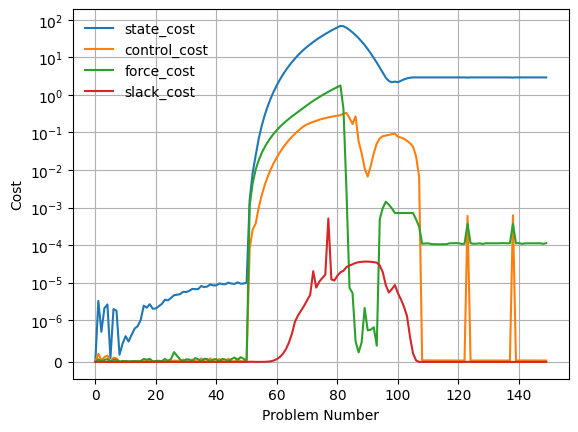 state_cost
control_cost
force_cost
slack_cost
Cost
10²
10¹
10⁰
10⁻¹
10⁻²
10⁻³
10⁻⁴
10⁻⁵
10⁻⁶
0
0 20 40 60 80 100 120 140
Problem Number